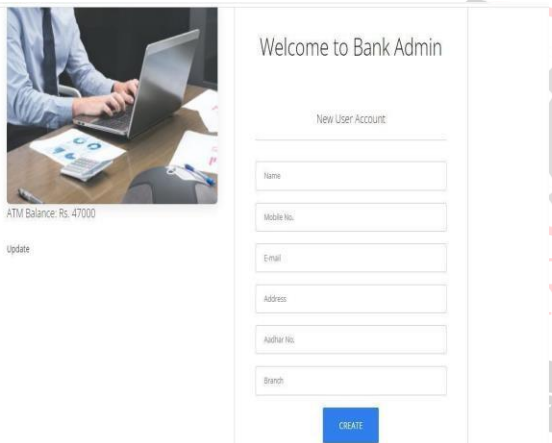 ATM Balance: Rs. 47000
Update
Welcome to Bank Admin
New User Account
Name
Mobile No.
E-mail
Address
Aadhar No.
Branch
CREATE